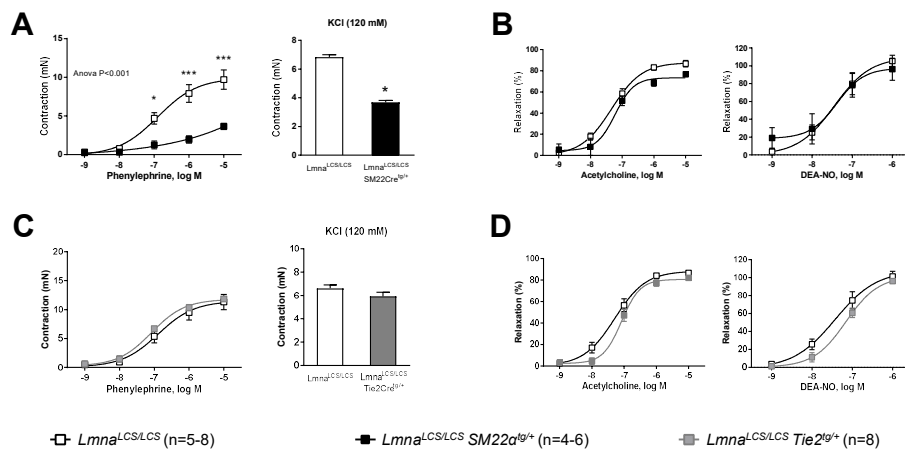 A
15
10
5
0
Contraction (mN)
Anova P<0.001
*
***
***
-9 -8 -7 -6 -5
Phenylephrine, log M
KCl (120 mM)
8
6
4
2
0
Contraction (mN)
*
Lmna^LCS/LCS
Lmna^LCS/LCS
SM22Cre^tg/+
B
100
80
60
40
20
0
Relaxation (%)
-9 -8 -7 -6 -5
Acetylcholine, log M
120
100
80
60
40
20
0
Relaxation (%)
-9 -8 -7 -6
DEA-NO, log M
C
20
15
10
5
0
Contraction (mN)
-9 -8 -7 -6 -5
Phenylephrine, log M
KCl (120 mM)
10
8
6
4
2
0
Contraction (mN)
Lmna^LCS/LCS
Lmna^LCS/LCS
Tie2Cre^tg/+
D
100
80
60
40
20
0
Relaxation (%)
-9 -8 -7 -6 -5
Acetylcholine, log M
120
100
80
60
40
20
0
Relaxation (%)
-9 -8 -7 -6
DEA-NO, log M
Lmna^LCS/LCS (n=5-8)
Lmna^LCS/LCS SM22α^tg/+ (n=4-6)
Lmna^LCS/LCS Tie2^tg/+ (n=8)